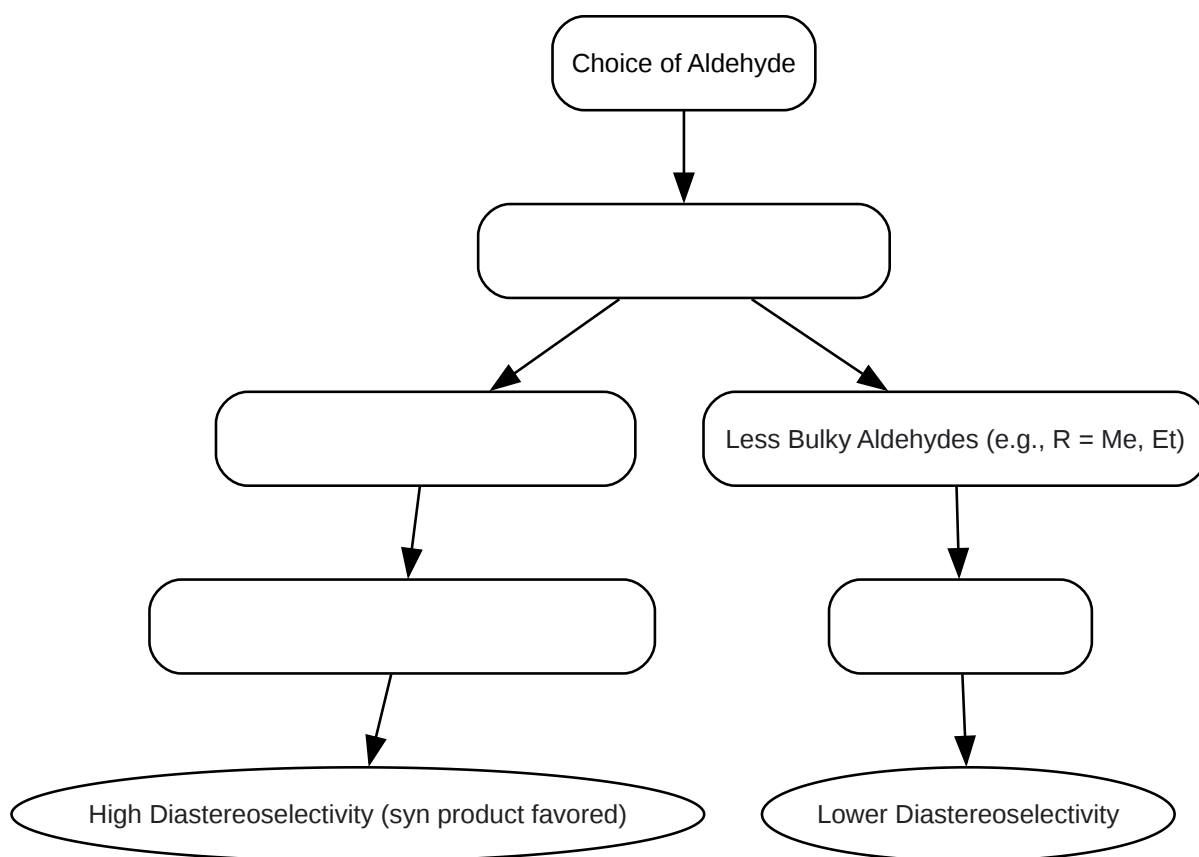 Choice of Aldehyde
Less Bulky Aldehydes (e.g., R = Me, Et)
High Diastereoselectivity (syn product favored)
Lower Diastereoselectivity